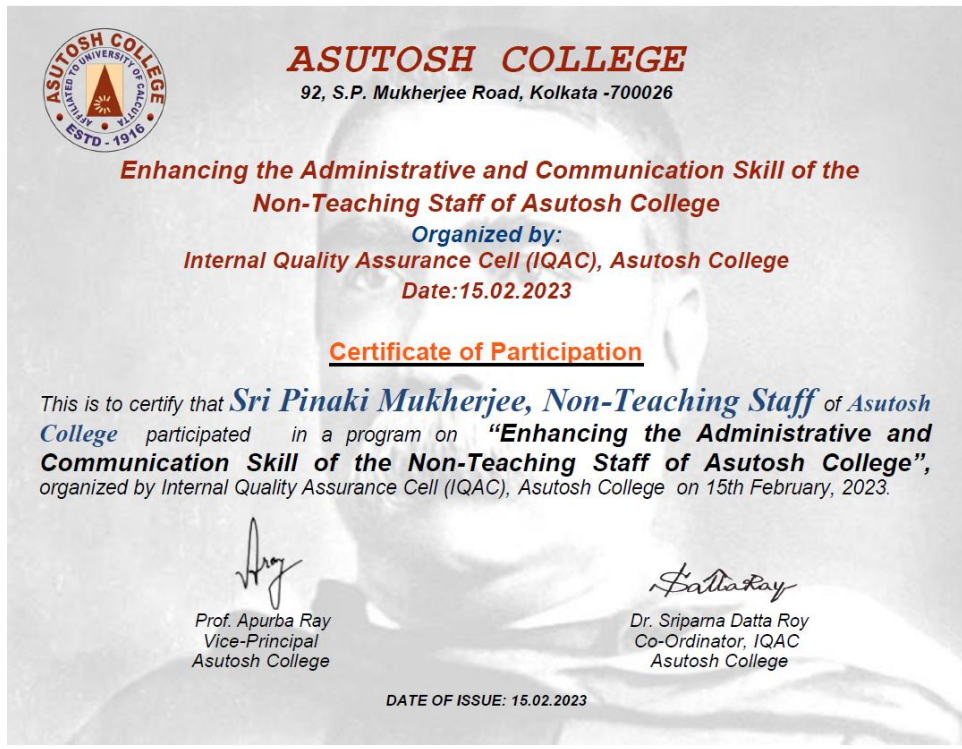 ASUTOSH COLLEGE
AFFILIATED TO UNIVERSITY OF CALCUTTA
ESTD - 1916
ASUTOSH COLLEGE
92, S.P. Mukherjee Road, Kolkata -700026
Enhancing the Administrative and Communication Skill of the
Non-Teaching Staff of Asutosh College
Organized by:
Internal Quality Assurance Cell (IQAC), Asutosh College
Date:15.02.2023
Certificate of Participation
This is to certify that Sri Pinaki Mukherjee, Non-Teaching Staff of Asutosh
College participated in a program on “Enhancing the Administrative and
Communication Skill of the Non-Teaching Staff of Asutosh College”,
organized by Internal Quality Assurance Cell (IQAC), Asutosh College on 15th February, 2023.
Prof. Apurba Ray
Vice-Principal
Asutosh College
Dr. Sriparna Datta Roy
Co-Ordinator, IQAC
Asutosh College
DATE OF ISSUE: 15.02.2023